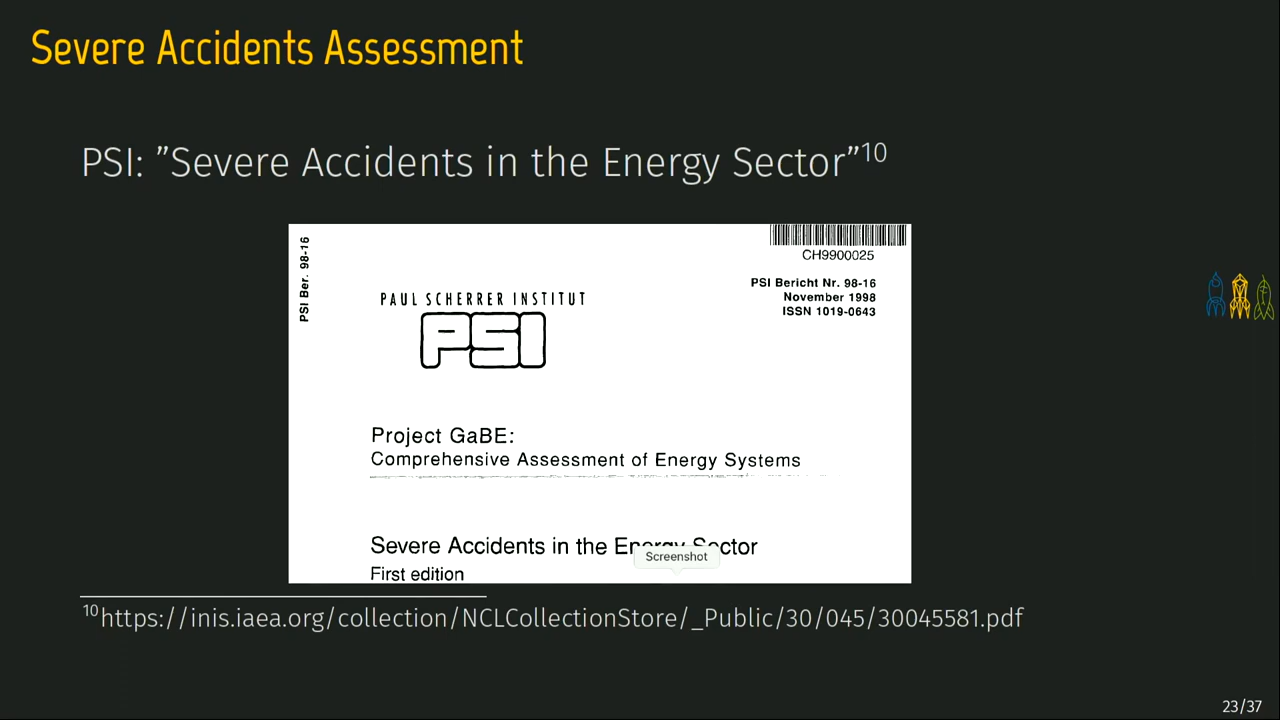 Severe Accidents Assessment
PSI: ”Severe Accidents in the Energy Sector”10
PSI Ber. 98-16
CH9900025
PSI Bericht Nr. 98-16
November 1998
ISSN 1019-0643
PAUL SCHERRER INSTITUT
PSI
Project GaBE:
Comprehensive Assessment of Energy Systems
Severe Accidents in the Energy Sector
First edition
Screenshot
10https://inis.iaea.org/collection/NCLCollectionStore/_Public/30/045/30045581.pdf
23/37